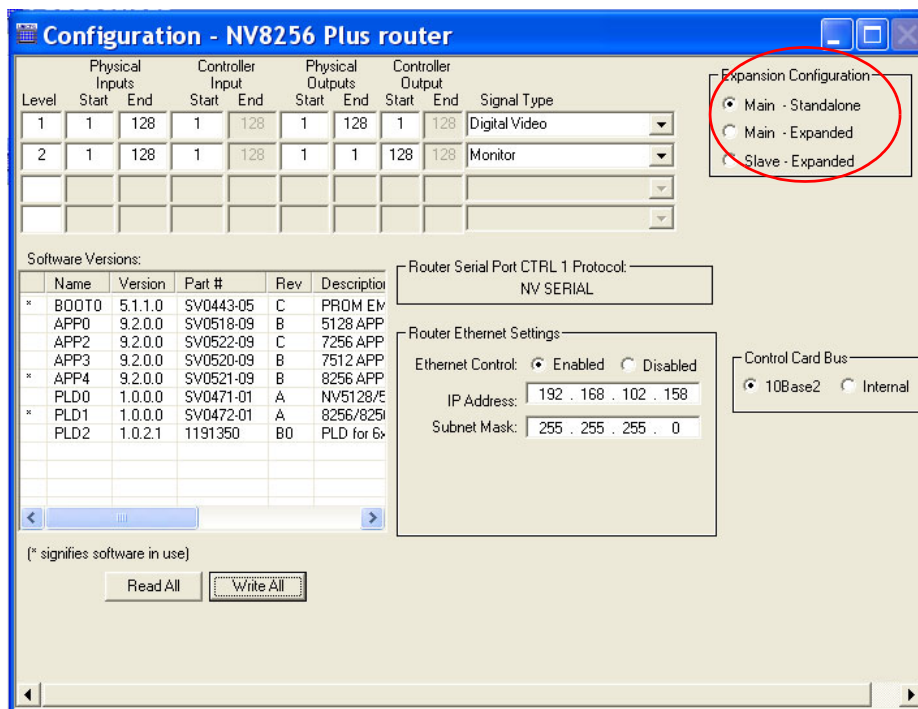 Configuration - NV8256 Plus router
Physical Inputs Controller Input Physical Outputs Controller Output
Level Start End Start End Start End Start End Signal Type
1 1 128 1 128 1 128 1 128 Digital Video
2 1 128 1 128 1 1 128 128 Monitor
Expansion Configuration
Main - Standalone
Main - Expanded
Slave - Expanded
Software Versions:
Name Version Part # Rev Description
* BOOT0 5.1.1.0 SV0443-05 C PROM EM
APP0 9.2.0.0 SV0518-09 B 5128 APP
APP2 9.2.0.0 SV0522-09 C 7256 APP
APP3 9.2.0.0 SV0520-09 B 7512 APP
* APP4 9.2.0.0 SV0521-09 B 8256 APP
PLD0 1.0.0.0 SV0471-01 A NV5128/5
* PLD1 1.0.0.0 SV0472-01 A 8256/825
PLD2 1.0.2.1 1191350 B0 PLD for 6x
(* signifies software in use)
Read All Write All
Router Serial Port CTRL 1 Protocol:
NV SERIAL
Router Ethernet Settings
Ethernet Control: Enabled Disabled
IP Address: 192 . 168 . 102 . 158
Subnet Mask: 255 . 255 . 255 . 0
Control Card Bus
10Base2 Internal